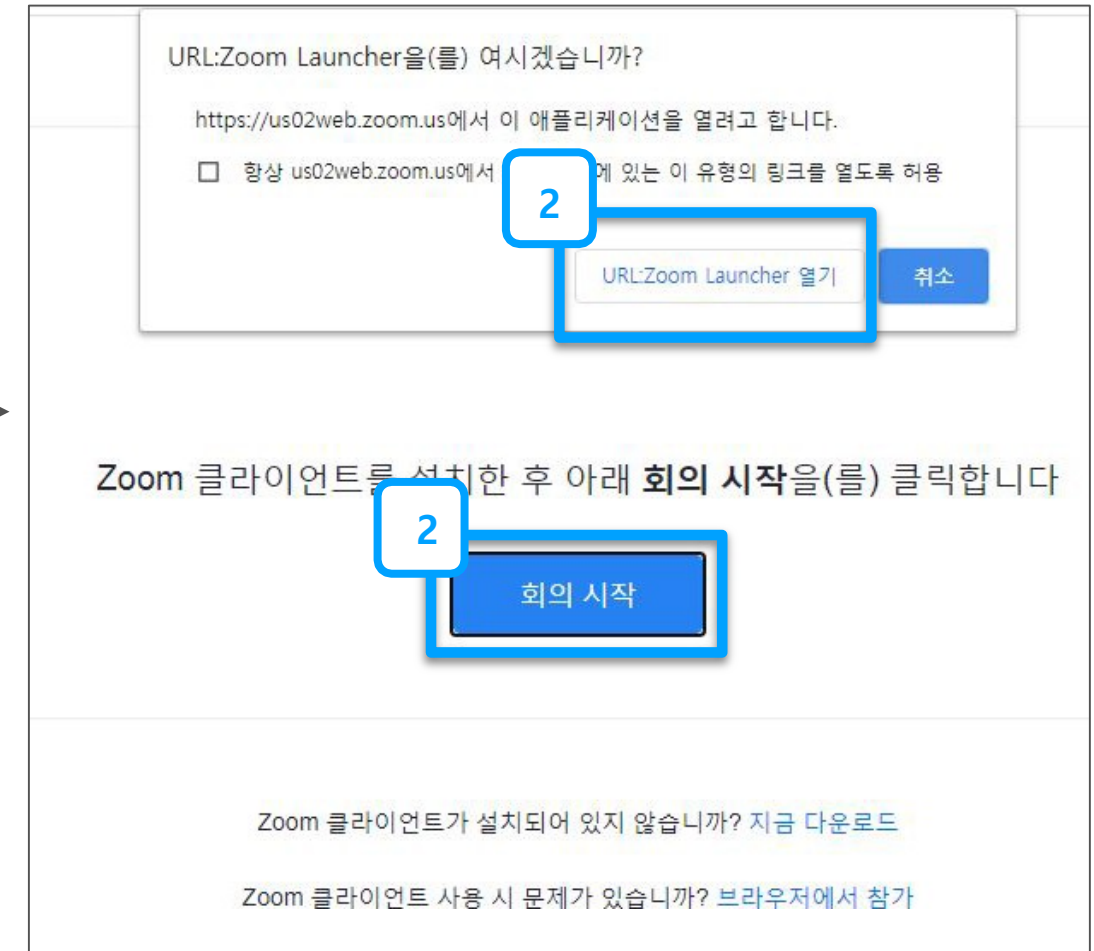 URL:Zoom Launcher을(를) 여시겠습니까?
https://us02web.zoom.us에서 이 애플리케이션을 열려고 합니다.
항상 us02web.zoom.us에서 에 있는 이 유형의 링크를 열도록 허용
2
URL:Zoom Launcher 열기 취소
Zoom 클라이언트를 설치한 후 아래 회의 시작을(를) 클릭합니다
2
회의 시작
Zoom 클라이언트가 설치되어 있지 않습니까? 지금 다운로드
Zoom 클라이언트 사용 시 문제가 있습니까? 브라우저에서 참가